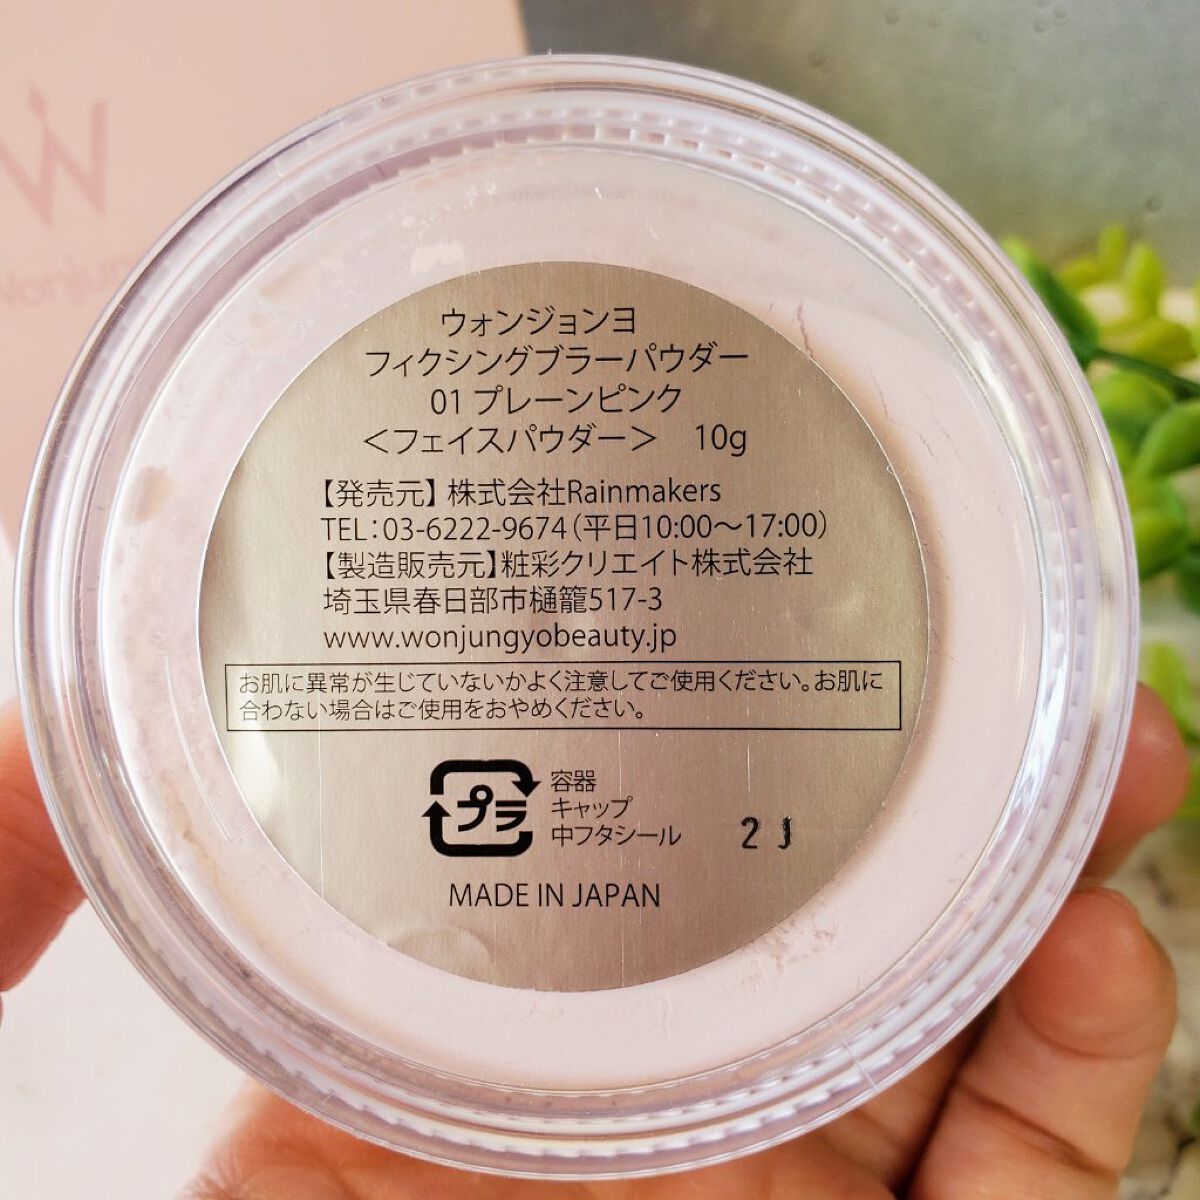 W
Wonjun
ウォンジョンヨ
フィクシングブラーパウダー
01 プレーンピンク
＜フェイスパウダー＞　10g
【発売元】 株式会社Rainmakers
TEL：03-6222-9674（平日10:00～17:00）
【製造販売元】粧彩クリエイト株式会社
埼玉県春日部市樋籠517-3
www.wonjungyobeauty.jp
お肌に異常が生じていないかよく注意してご使用ください。お肌に
合わない場合はご使用をおやめください。
プラ
容器
キャップ
中フタシール
2 J
MADE IN JAPAN